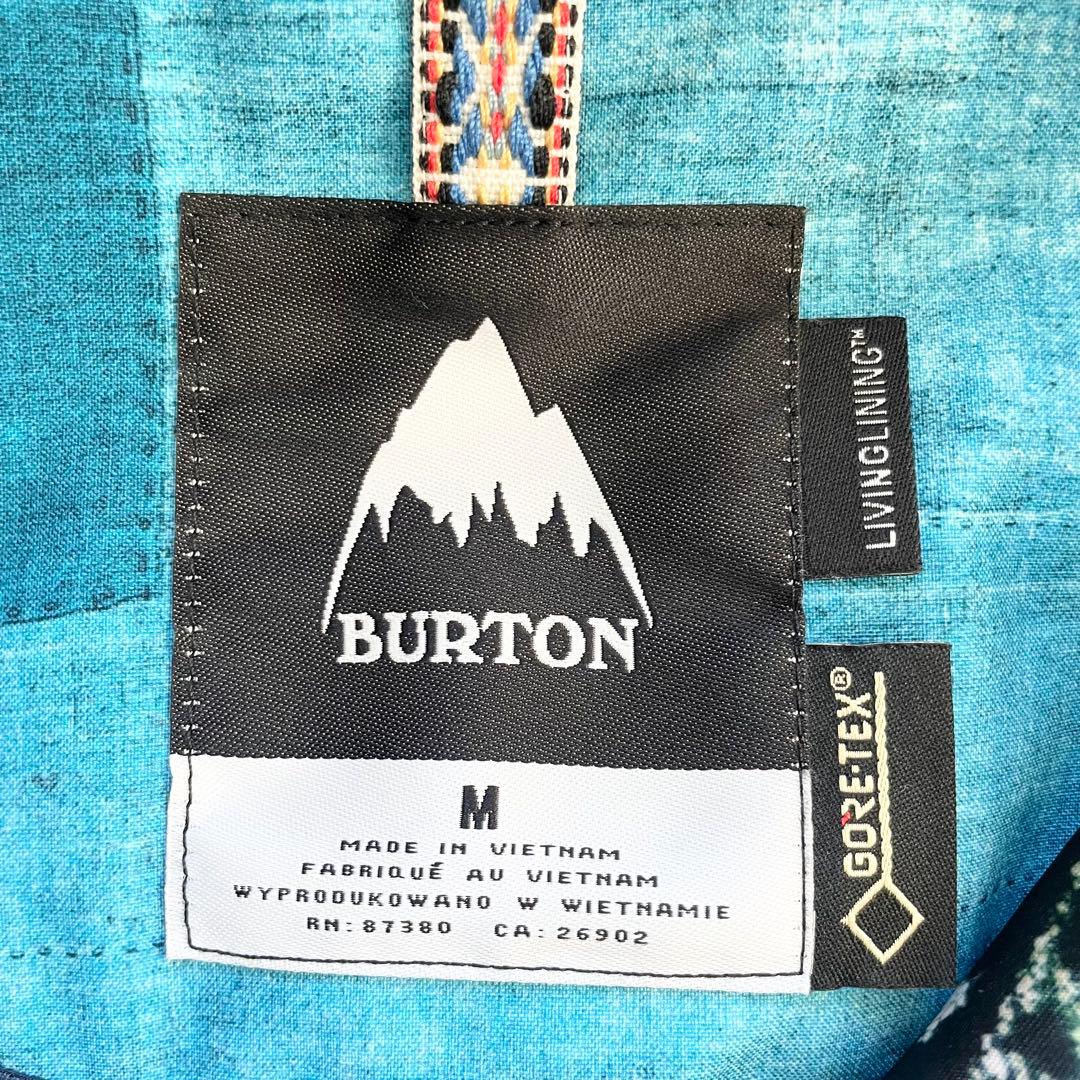 BURTON
M
MADE IN VIETNAM
FABRIQUÉ AU VIETNAM
WYPRODUKOWANO W WIETNAMIE
RN: 87380 CA: 26902
LIVINGLINING™
GORE-TEX®